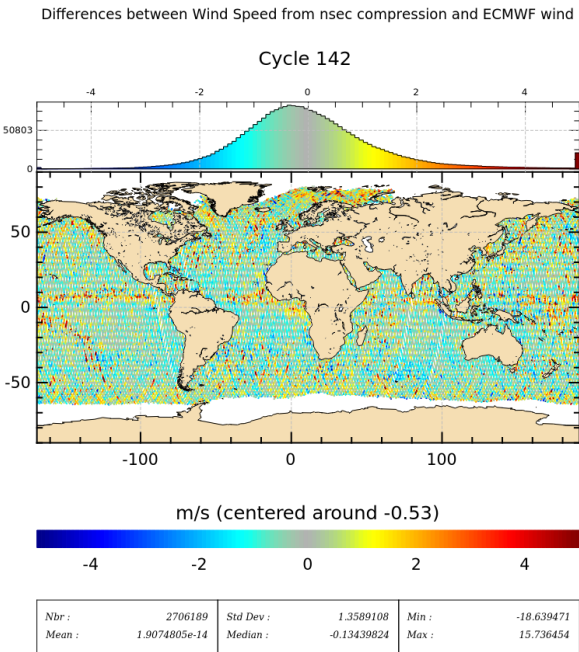 Differences between Wind Speed from nsec compression and ECMWF wind
Cycle 142
-4 -2 0 2 4
50803
0
50
0
-50
-100 0 100
m/s (centered around -0.53)
-4 -2 0 2 4
Nbr : 2706189 Std Dev : 1.3589108 Min : -18.639471
Mean : 1.9074805e-14 Median : -0.13439824 Max : 15.736454